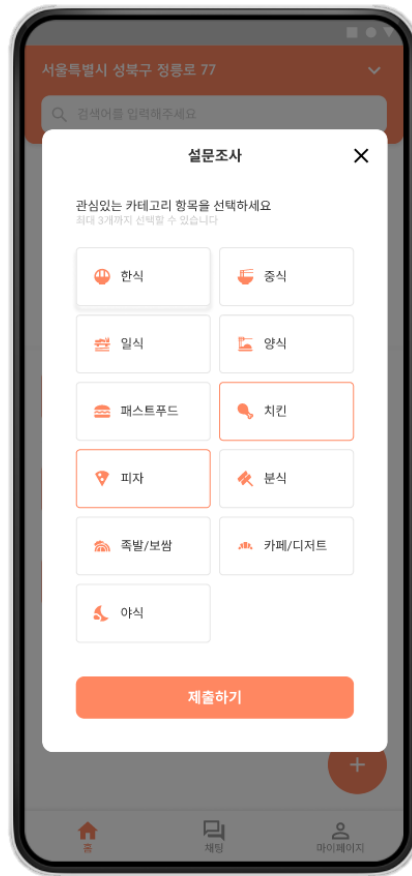 서울특별시 성북구 정릉로 77
검색어를 입력해주세요
설문조사
관심있는 카테고리 항목을 선택하세요
최대 3개까지 선택할 수 있습니다
한식
중식
일식
양식
패스트푸드
치킨
피자
분식
족발/보쌈
카페/디저트
야식
제출하기
홈
채팅
마이페이지